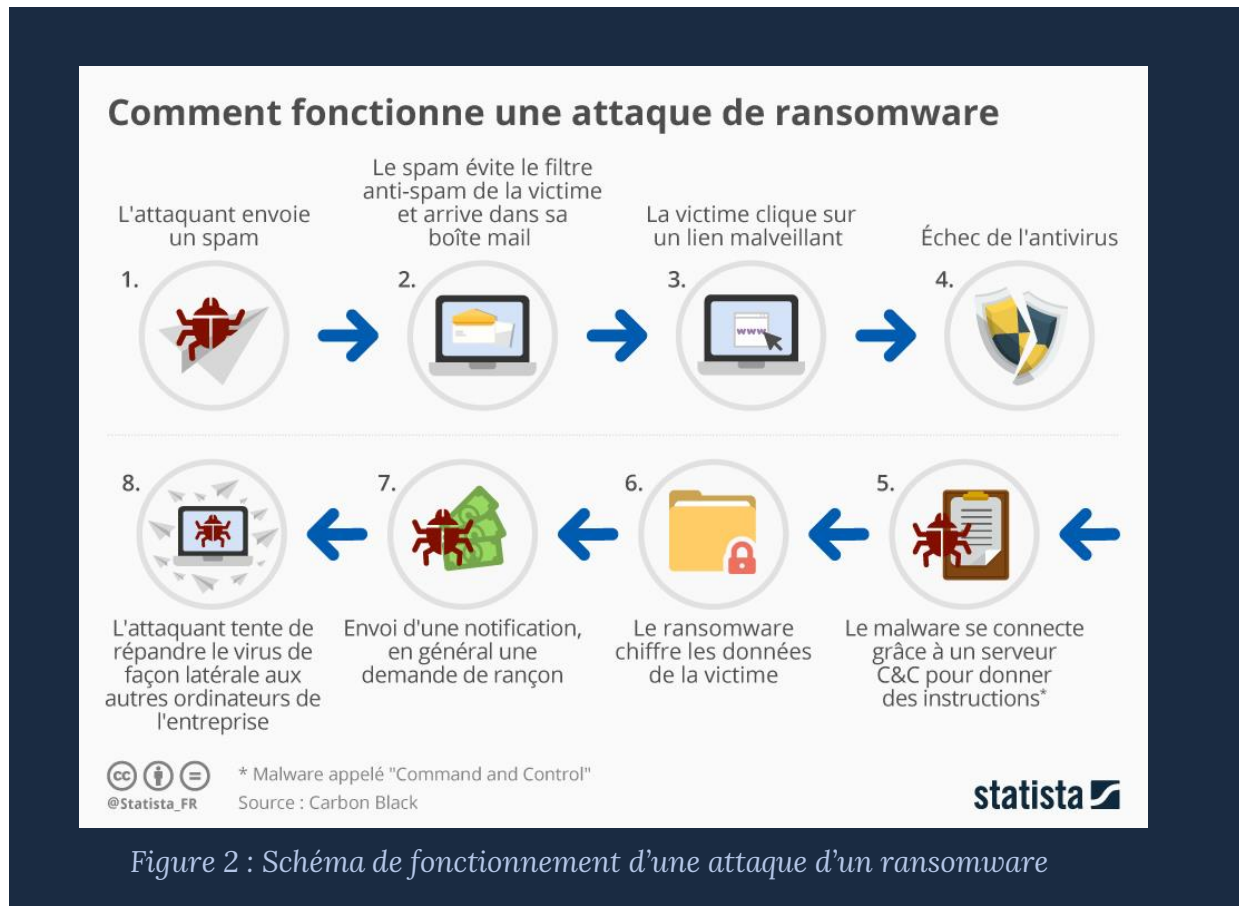 Comment fonctionne une attaque de ransomware
L'attaquant envoie
un spam
Le spam évite le filtre
anti-spam de la victime
et arrive dans sa
boîte mail
La victime clique sur
un lien malveillant
Échec de l'antivirus
1.
2.
3.
www
4.
8.
7.
6.
5.
L'attaquant tente de
répandre le virus de
façon latérale aux
autres ordinateurs de
l'entreprise
Envoi d'une notification,
en général une
demande de rançon
Le ransomware
chiffre les données
de la victime
Le malware se connecte
grâce à un serveur
C&C pour donner
des instructions*
cc
@Statista_FR
* Malware appelé "Command and Control"
Source : Carbon Black
statista
Figure 2 : Schéma de fonctionnement d’une attaque d’un ransomware